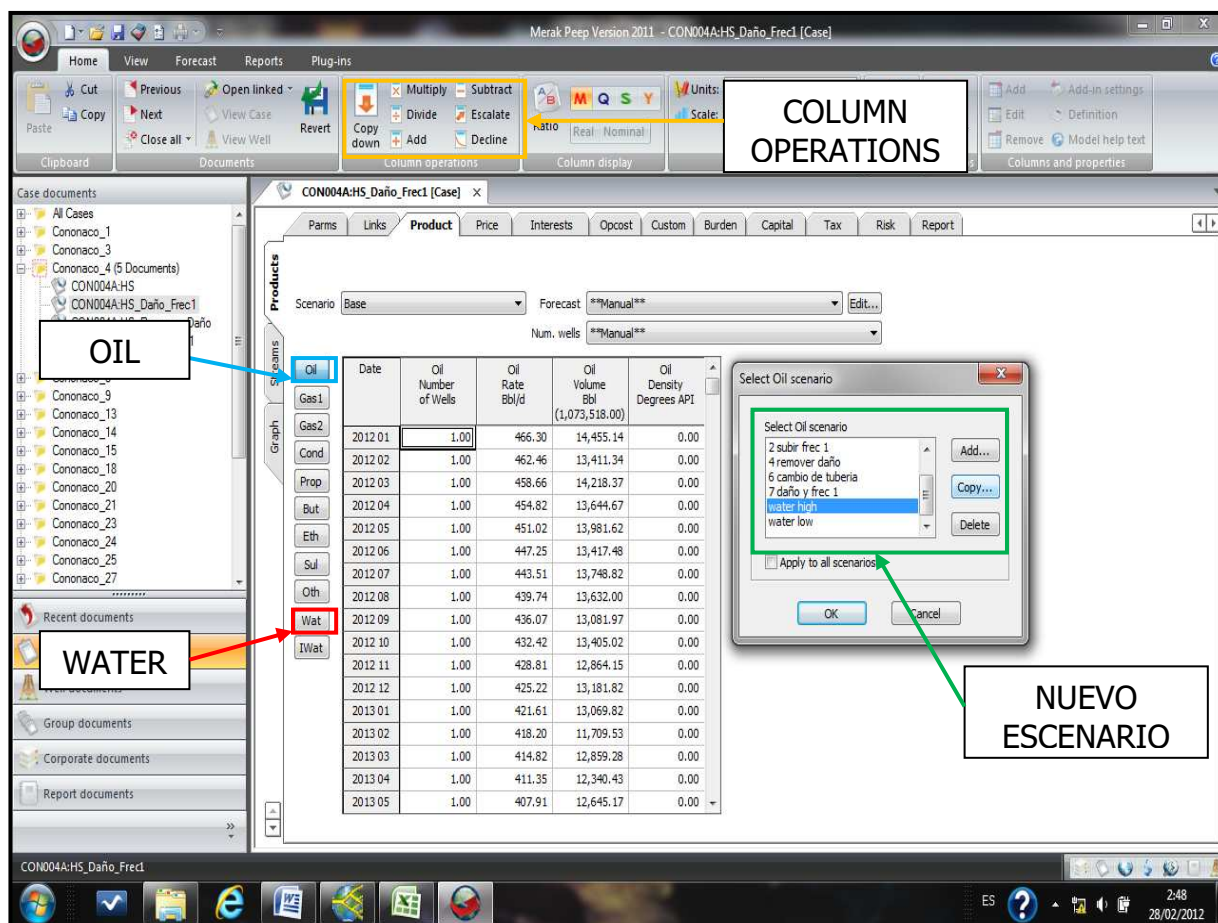 Merak Peep Version 2011 - CON004A:HS_Daño_Frec1 [Case]
Home View Forecast Reports Plug-ins
Paste
Cut
Copy
Clipboard
Previous
Next
Close all
Open linked
View Case
View Well
Documents
Revert
Copy down
Multiply
Divide
Add
Subtract
Escalate
Decline
Column operations
Ratio
M Q S Y
Real Nominal
Column display
Units:
Scale:
COLUMN
OPERATIONS
Add
Edit
Remove
Add-in settings
Definition
Model help text
Columns and properties
Case documents
All Cases
Cononaco_1
Cononaco_3
Cononaco_4 (5 Documents)
CON004A:HS
CON004A:HS_Daño_Frec1
OIL
Cononaco_9
Cononaco_13
Cononaco_14
Cononaco_15
Cononaco_18
Cononaco_20
Cononaco_21
Cononaco_23
Cononaco_24
Cononaco_25
Cononaco_27
Recent documents
WATER
Group documents
Corporate documents
Report documents
CON004A:HS_Daño_Frec1 [Case] X
Parms Links Product Price Interests Opcost Custom Burden Capital Tax Risk Report
Products
Streams
Graph
Scenario Base
Forecast **Manual** Edit...
Num. wells **Manual**
Oil
Gas1
Gas2
Cond
Prop
But
Eth
Sul
Oth
Wat
IWat
Date Oil Number of Wells Oil Rate Bbl/d Oil Volume Bbl (1,073,518.00) Oil Density Degrees API
2012 01 1.00 466.30 14,455.14 0.00
2012 02 1.00 462.46 13,411.34 0.00
2012 03 1.00 458.66 14,218.37 0.00
2012 04 1.00 454.82 13,644.67 0.00
2012 05 1.00 451.02 13,981.62 0.00
2012 06 1.00 447.25 13,417.48 0.00
2012 07 1.00 443.51 13,748.82 0.00
2012 08 1.00 439.74 13,632.00 0.00
2012 09 1.00 436.07 13,081.97 0.00
2012 10 1.00 432.42 13,405.02 0.00
2012 11 1.00 428.81 12,864.15 0.00
2012 12 1.00 425.22 13,181.82 0.00
2013 01 1.00 421.61 13,069.82 0.00
2013 02 1.00 418.20 11,709.53 0.00
2013 03 1.00 414.82 12,859.28 0.00
2013 04 1.00 411.35 12,340.43 0.00
2013 05 1.00 407.91 12,645.17 0.00
Select Oil scenario
Select Oil scenario
2 subir frec 1
4 remover daño
6 cambio de tuberia
7 daño y frec 1
water high
water low
Add...
Copy...
Delete
Apply to all scenarios
OK
Cancel
NUEVO
ESCENARIO
CON004A:HS_Daño_Frec1
ES
2:48
28/02/2012